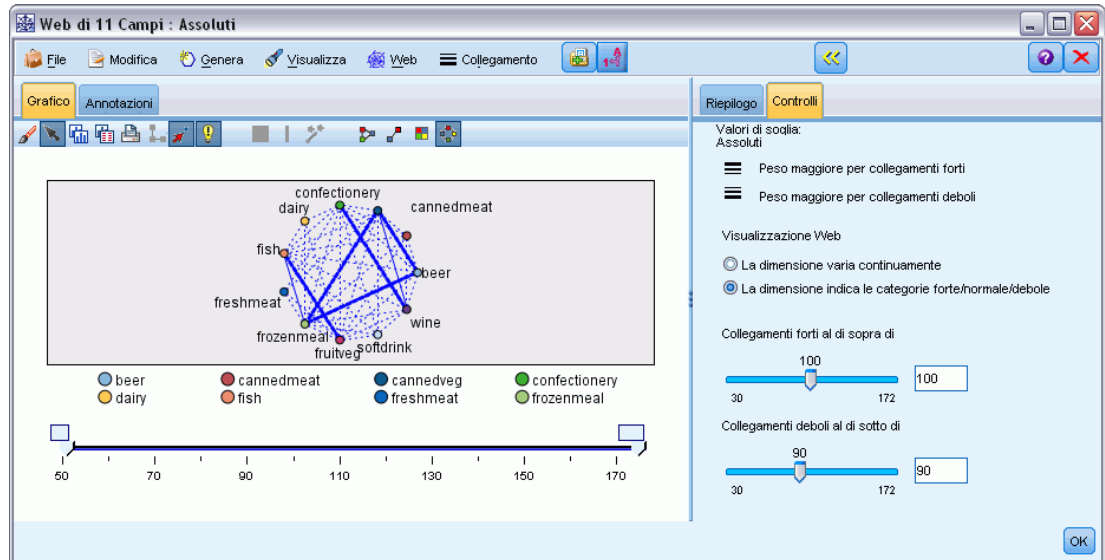 Web di 11 Campi : Assoluti
File Modifica Genera Visualizza Web Collegamento
Grafico Annotazioni
confectionery
dairy cannedmeat
fish
beer
freshmeat
wine
frozenmeal softdrink
fruitveg
beer cannedmeat cannedveg confectionery
dairy fish freshmeat frozenmeal
50 70 90 110 130 150 170
Riepilogo Controlli
Valori di soglia:
Assoluti
Peso maggiore per collegamenti forti
Peso maggiore per collegamenti deboli
Visualizzazione Web
La dimensione varia continuamente
La dimensione indica le categorie forte/normale/debole
Collegamenti forti al di sopra di
100
100
30 172
Collegamenti deboli al di sotto di
90
90
30 172
OK